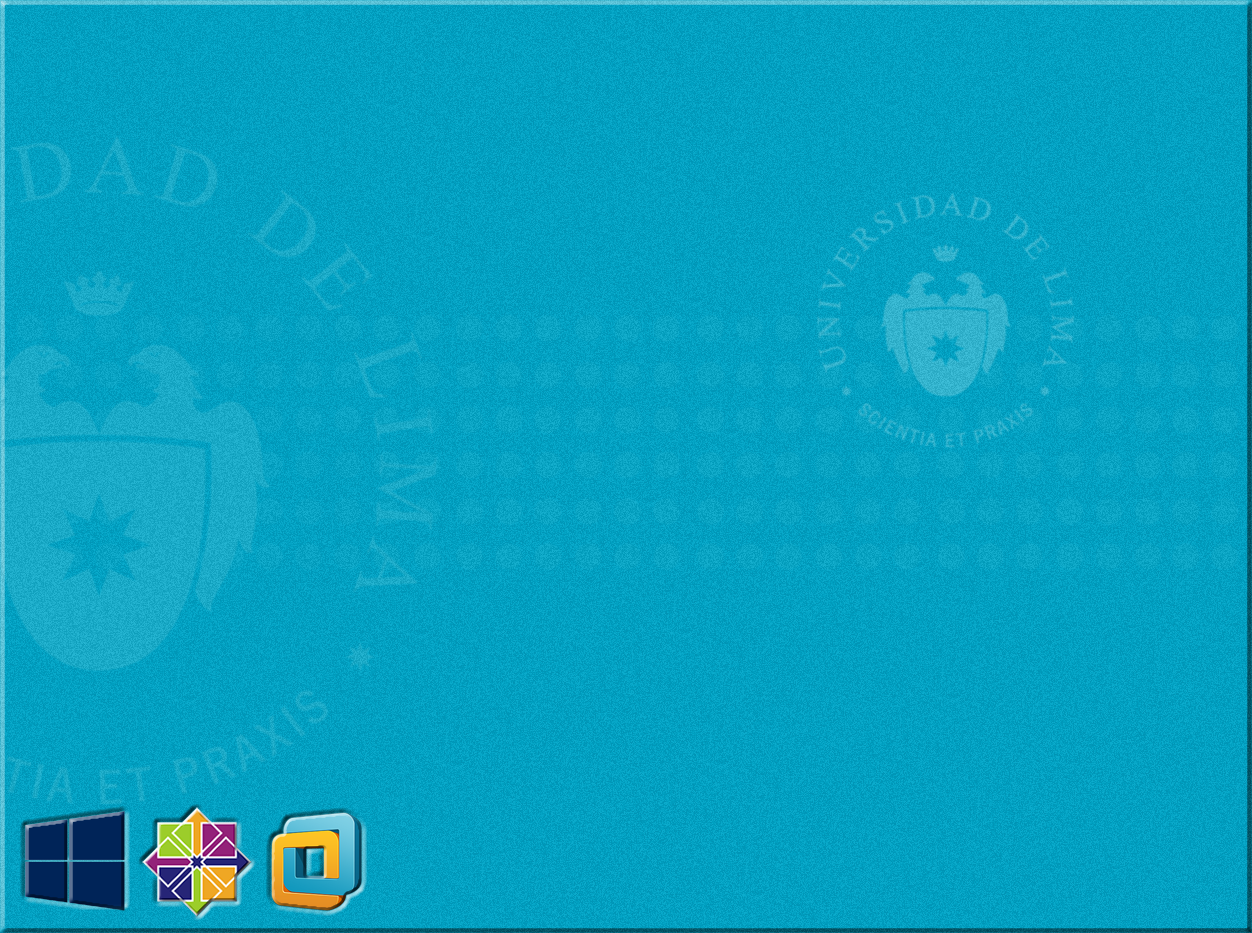 DAD DE LIMA
TIA ET PRAXIS
UNIVERSIDAD DE LIMA
SCIENTIA ET PRAXIS